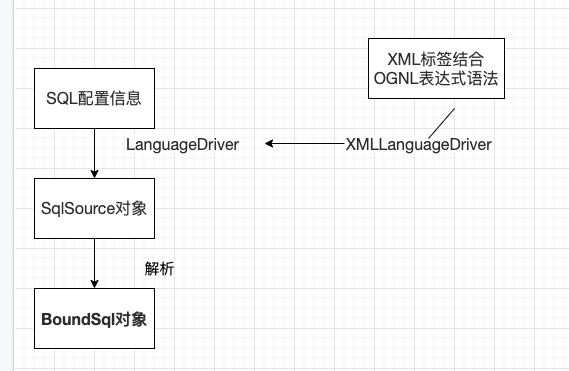 XML标签结合
OGNL表达式语法
SQL配置信息
LanguageDriver
XMLLanguageDriver
SqlSource对象
解析
BoundSql对象